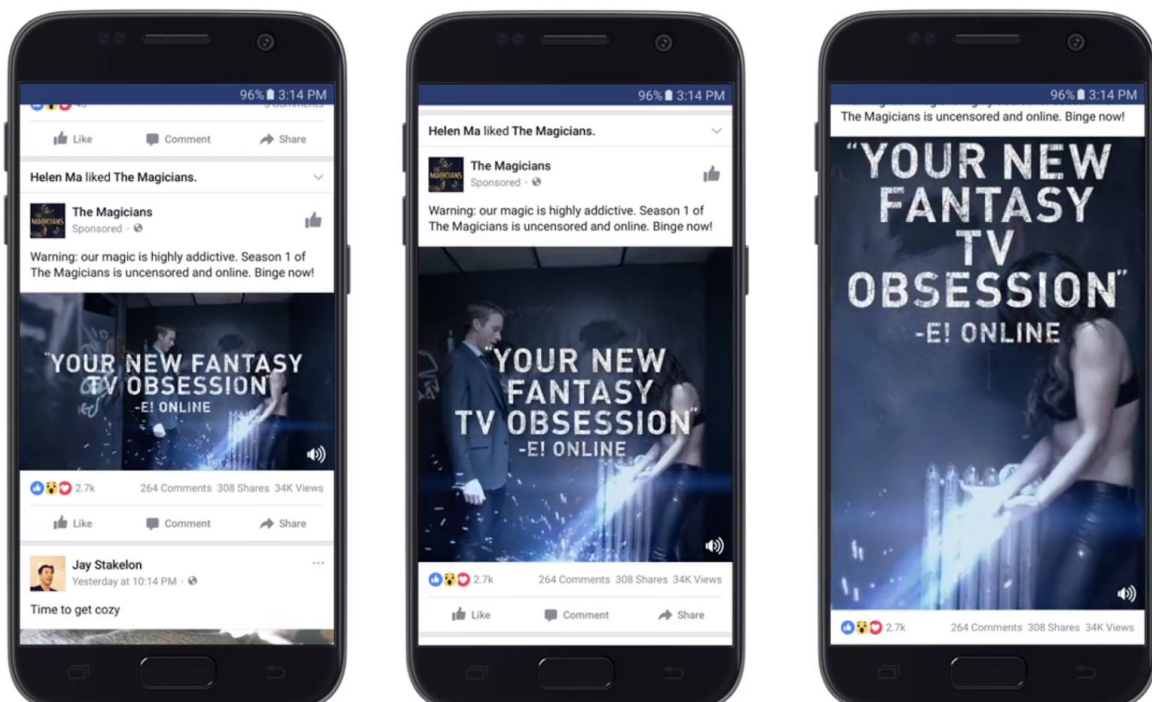 96% 3:14 PM
Like Comment Share
Helen Ma liked The Magicians.
The Magicians
Sponsored ·
Warning: our magic is highly addictive. Season 1 of
The Magicians is uncensored and online. Binge now!
"YOUR NEW FANTASY
TV OBSESSION"
-E! ONLINE
2.7k 264 Comments 308 Shares 34K Views
Like Comment Share
Jay Stakelon
Yesterday at 10:14 PM ·
Time to get cozy
96% 3:14 PM
Helen Ma liked The Magicians.
The Magicians
Sponsored ·
Warning: our magic is highly addictive. Season 1 of
The Magicians is uncensored and online. Binge now!
"YOUR NEW
FANTASY
TV OBSESSION"
-E! ONLINE
2.7k 264 Comments 308 Shares 34K Views
Like Comment Share
96% 3:14 PM
The Magicians is uncensored and online. Binge now!
"YOUR NEW
FANTASY
TV
OBSESSION"
-E! ONLINE
2.7k 264 Comments 308 Shares 34K Views